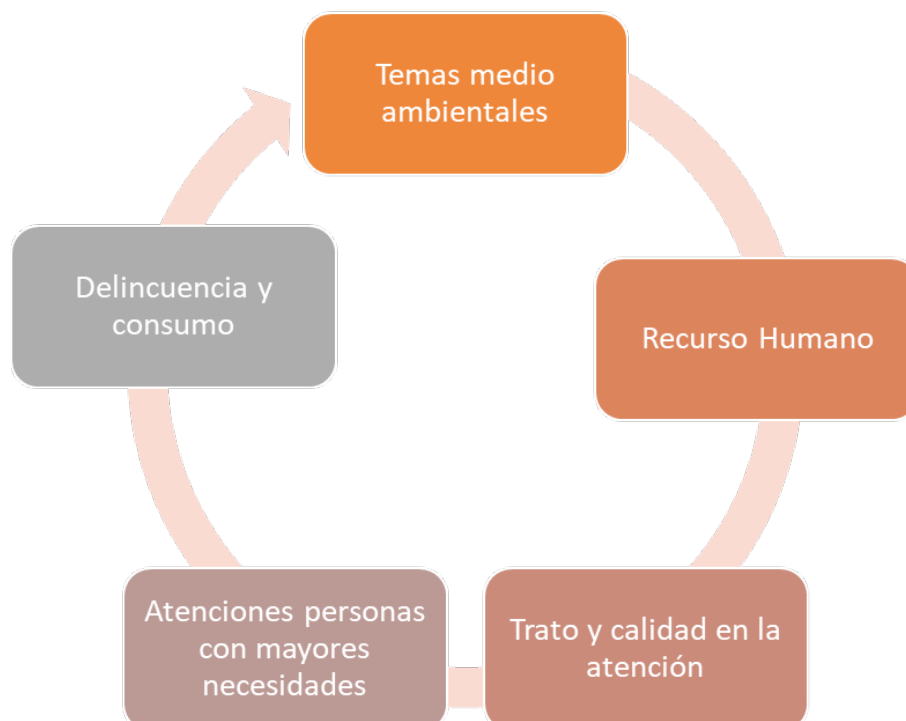 Temas medio
ambientales
Recurso Humano
Trato y calidad en la
atención
Atenciones personas
con mayores
necesidades
Delincuencia y
consumo